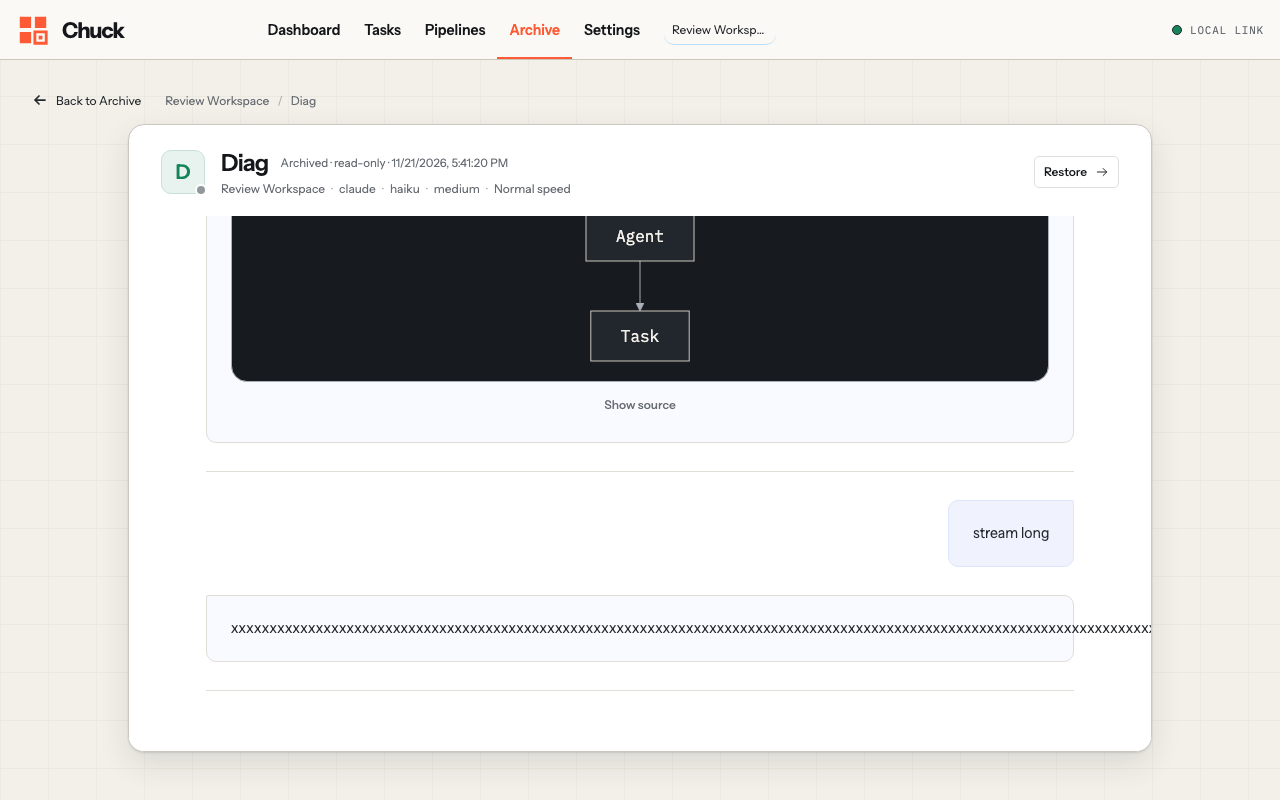 Chuck
Dashboard Tasks Pipelines Archive Settings Review Worksp... LOCAL LINK
← Back to Archive Review Workspace / Diag
D Diag Archived · read-only · 11/21/2026, 5:41:20 PM
Review Workspace · claude · haiku · medium · Normal speed
Restore →
Agent
Task
Show source
stream long